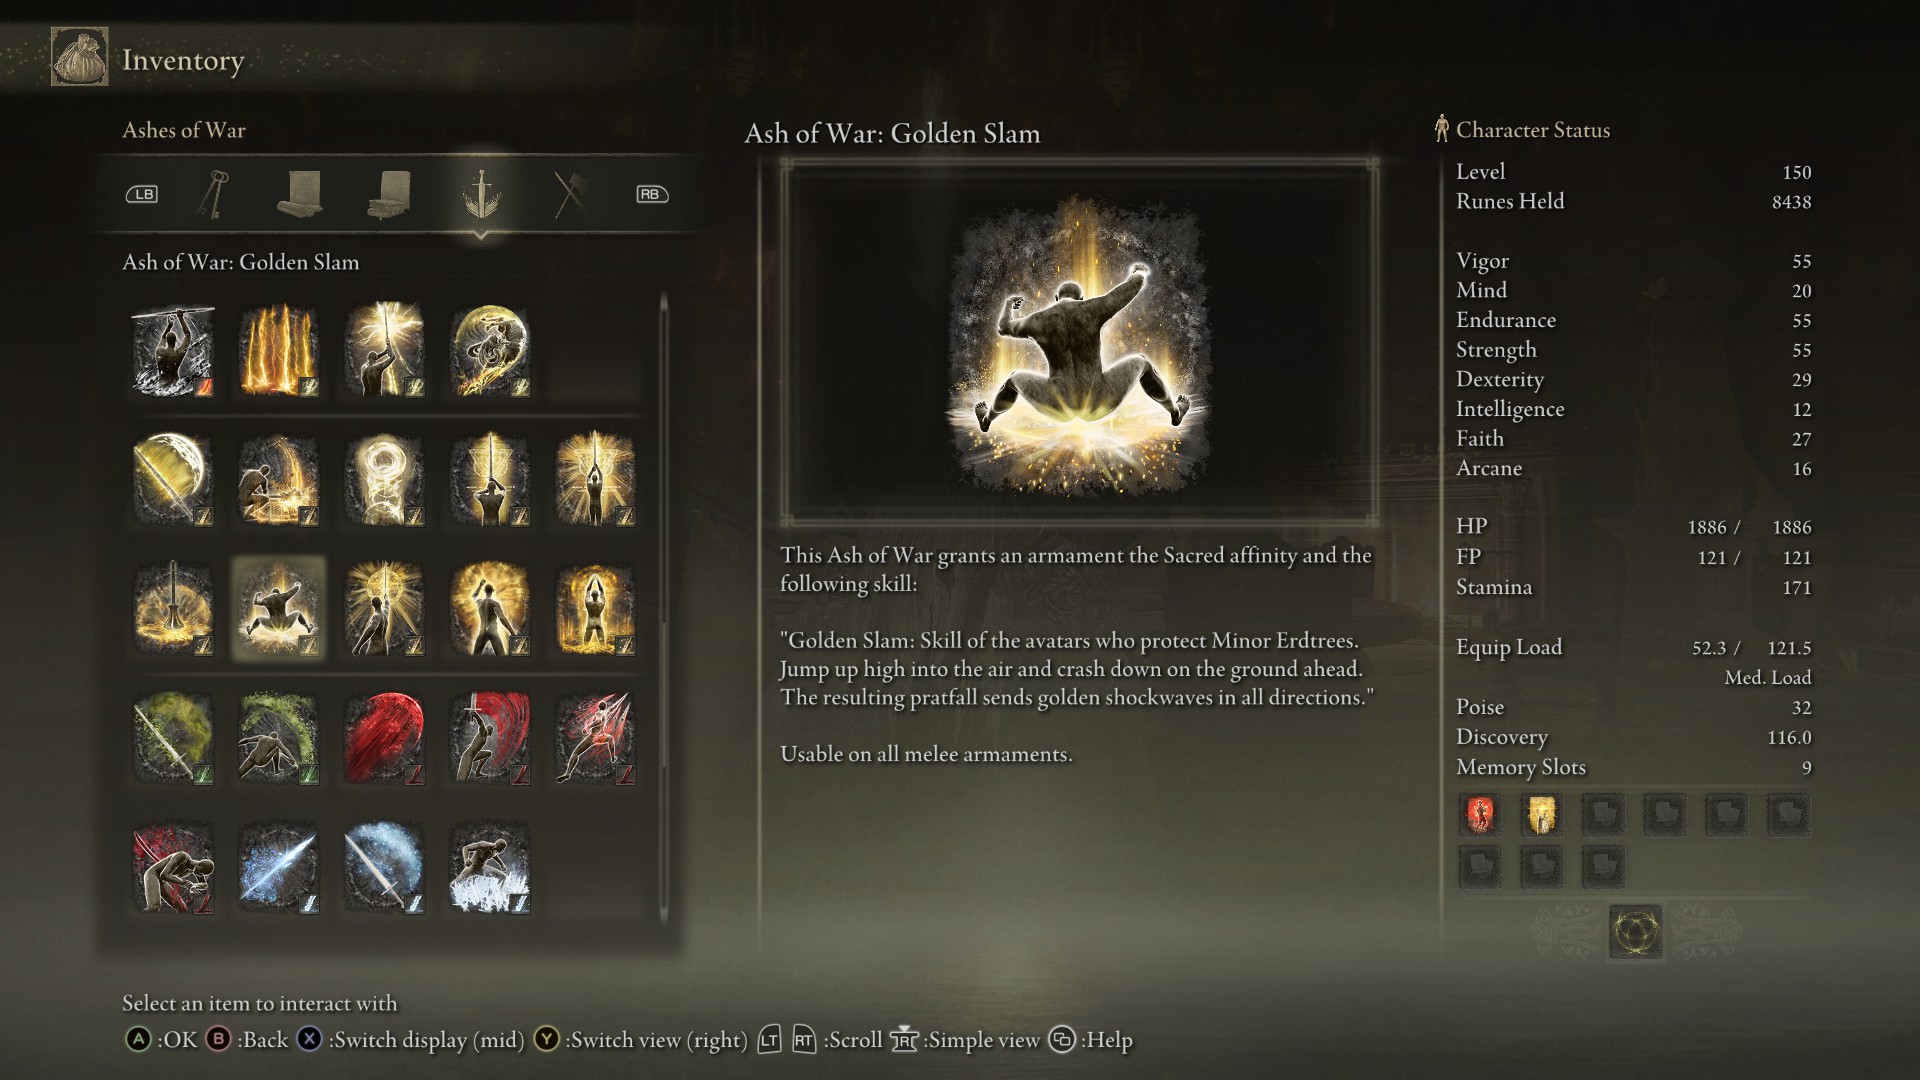 Inventory
Ashes of War
LB
RB
Ash of War: Golden Slam
Ash of War: Golden Slam
This Ash of War grants an armament the Sacred affinity and the
following skill:
"Golden Slam: Skill of the avatars who protect Minor Erdtrees.
Jump up high into the air and crash down on the ground ahead.
The resulting pratfall sends golden shockwaves in all directions."
Usable on all melee armaments.
Character Status
Level 150
Runes Held 8438
Vigor 55
Mind 20
Endurance 55
Strength 55
Dexterity 29
Intelligence 12
Faith 27
Arcane 16
HP 1886 / 1886
FP 121 / 121
Stamina 171
Equip Load 52.3 / 121.5
Med. Load
Poise 32
Discovery 116.0
Memory Slots 9
Select an item to interact with
A :OK B :Back X :Switch display (mid) Y :Switch view (right) LT RT :Scroll R :Simple view :Help